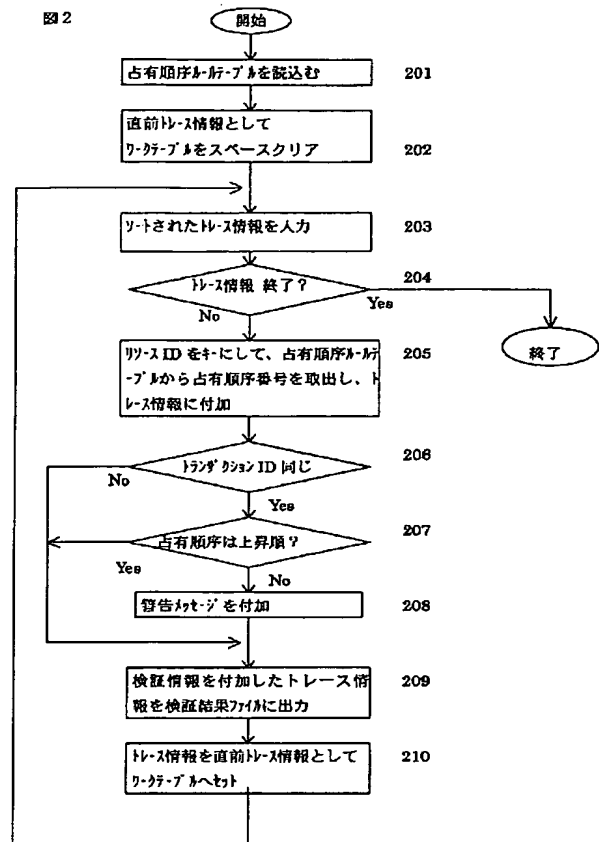 図2
開始
占有順序ﾙｰﾙﾃｰﾌﾞﾙを読込む
201
直前ﾄﾚｰｽ情報として
ﾜｰｸﾃｰﾌﾞﾙをスペースクリア
202
ｿｰﾄされたﾄﾚｰｽ情報を入力
203
ﾄﾚｰｽ情報 終了?
204
Yes
No
終了
ﾘｿｰｽ IDをｷｰにして、占有順序ﾙｰﾙﾃ
ｰﾌﾞﾙから占有順序番号を取出し、ﾄ
ﾚｰｽ情報に付加
205
ﾄﾗﾝｻﾞｸｼｮﾝ ID 同じ
206
No
Yes
占有順序は上昇順?
207
Yes
No
警告ﾒｯｾｰｼﾞを付加
208
検証情報を付加したトレース情
報を検証結果ﾌｧｲﾙに出力
209
ﾄﾚｰｽ情報を直前ﾄﾚｰｽ情報として
ﾜｰｸﾃｰﾌﾞﾙへｾｯﾄ
210